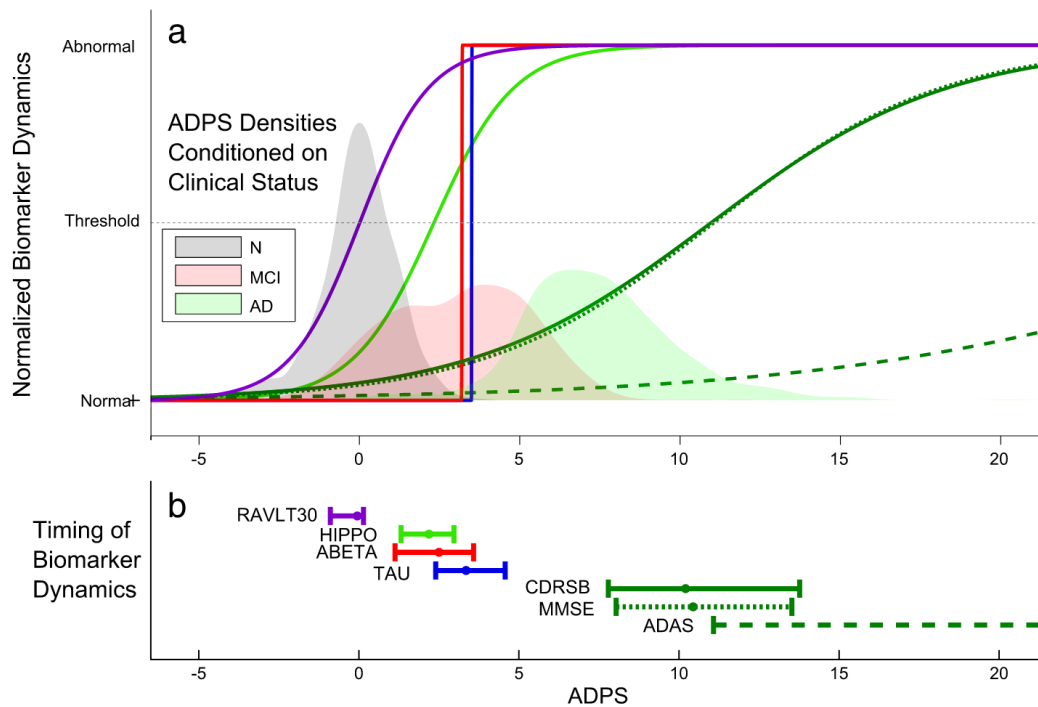 a
Abnormal
Threshold
Normal
Normalized Biomarker Dynamics
ADPS Densities
Conditioned on
Clinical Status
N
MCI
AD
-5
0
5
10
15
20
b
Timing of
Biomarker
Dynamics
RAVLT30
HIPPO
ABETA
TAU
CDRSB
MMSE
ADAS
-5
0
5
10
15
20
ADPS